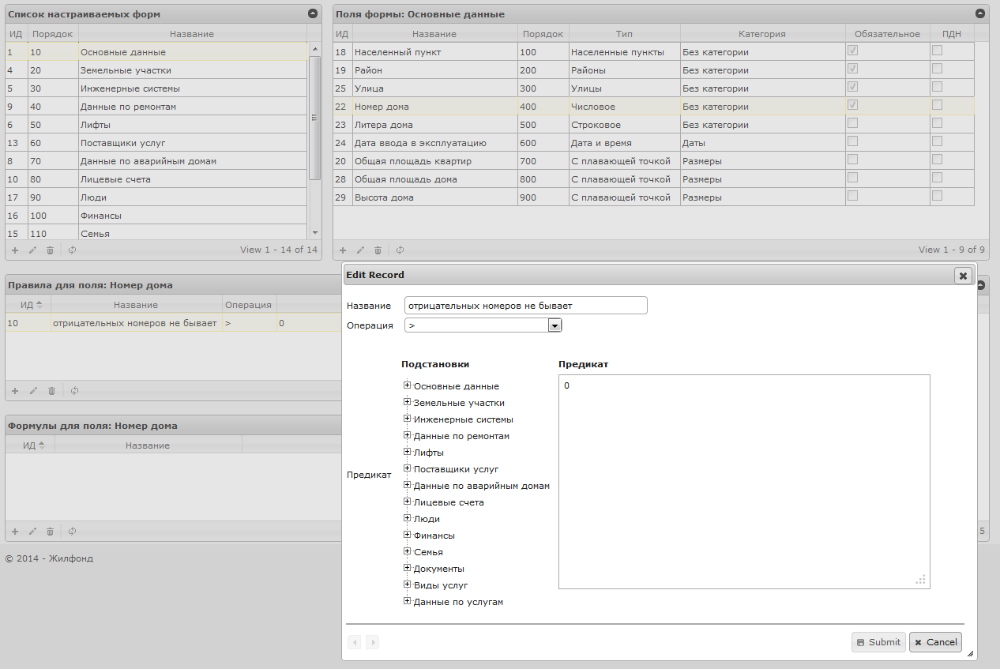 Список настраиваемых форм
ИД Порядок Название
1 10 Основные данные
4 20 Земельные участки
5 30 Инженерные системы
9 40 Данные по ремонтам
6 50 Лифты
13 60 Поставщики услуг
8 70 Данные по аварийным домам
10 80 Лицевые счета
17 90 Люди
16 100 Финансы
15 110 Семья
View 1 - 14 of 14
Поля формы: Основные данные
ИД Название Порядок Тип Категория Обязательное ПДН
18 Населенный пункт 100 Населенные пункты Без категории
19 Район 200 Районы Без категории
25 Улица 300 Улицы Без категории
22 Номер дома 400 Числовое Без категории
23 Литера дома 500 Строковое Без категории
24 Дата ввода в эксплуатацию 600 Дата и время Даты
20 Общая площадь квартир 700 С плавающей точкой Размеры
28 Общая площадь дома 800 С плавающей точкой Размеры
29 Высота дома 900 С плавающей точкой Размеры
View 1 - 9 of 9
Правила для поля: Номер дома
ИД Название Операция
10 отрицательных номеров не бывает > 0
Формулы для поля: Номер дома
ИД Название
5
© 2014 - Жилфонд
Edit Record
Название отрицательных номеров не бывает
Операция >
Предикат
Подстановки
Основные данные
Земельные участки
Инженерные системы
Данные по ремонтам
Лифты
Поставщики услуг
Данные по аварийным домам
Лицевые счета
Люди
Финансы
Семья
Документы
Виды услуг
Данные по услугам
Предикат
0
Submit Cancel